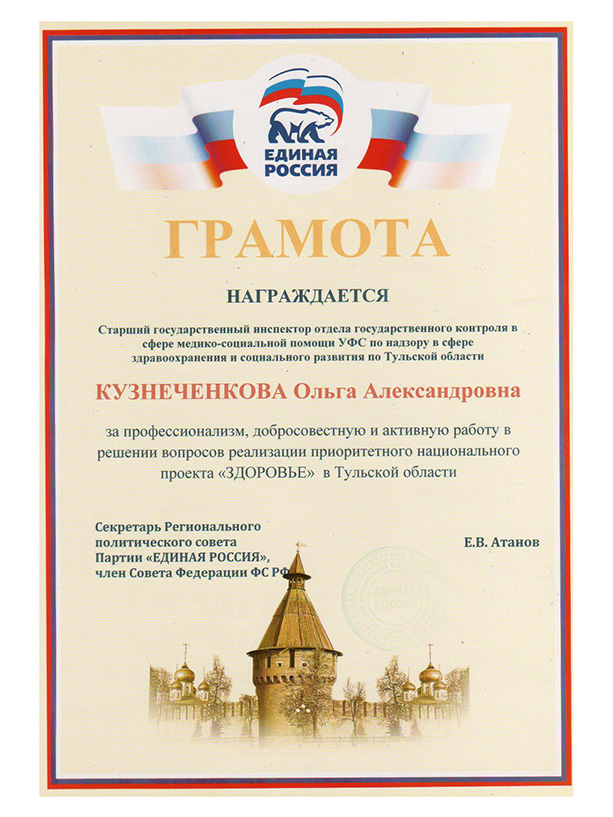 ЕДИНАЯ
РОССИЯ
ГРАМОТА
НАГРАЖДАЕТСЯ
Старший государственный инспектор отдела государственного контроля в
сфере медико-социальной помощи УФС по надзору в сфере
здравоохранения и социального развития по Тульской области
КУЗНЕЧЕНКОВА Ольга Александровна
за профессионализм, добросовестную и активную работу в
решении вопросов реализации приоритетного национального
проекта «ЗДОРОВЬЕ» в Тульской области
Секретарь Регионального
политического совета
Партии «ЕДИНАЯ РОССИЯ»,
член Совета Федерации ФС РФ
Е.В. Атанов
ЕДИНАЯ
РОССИЯ